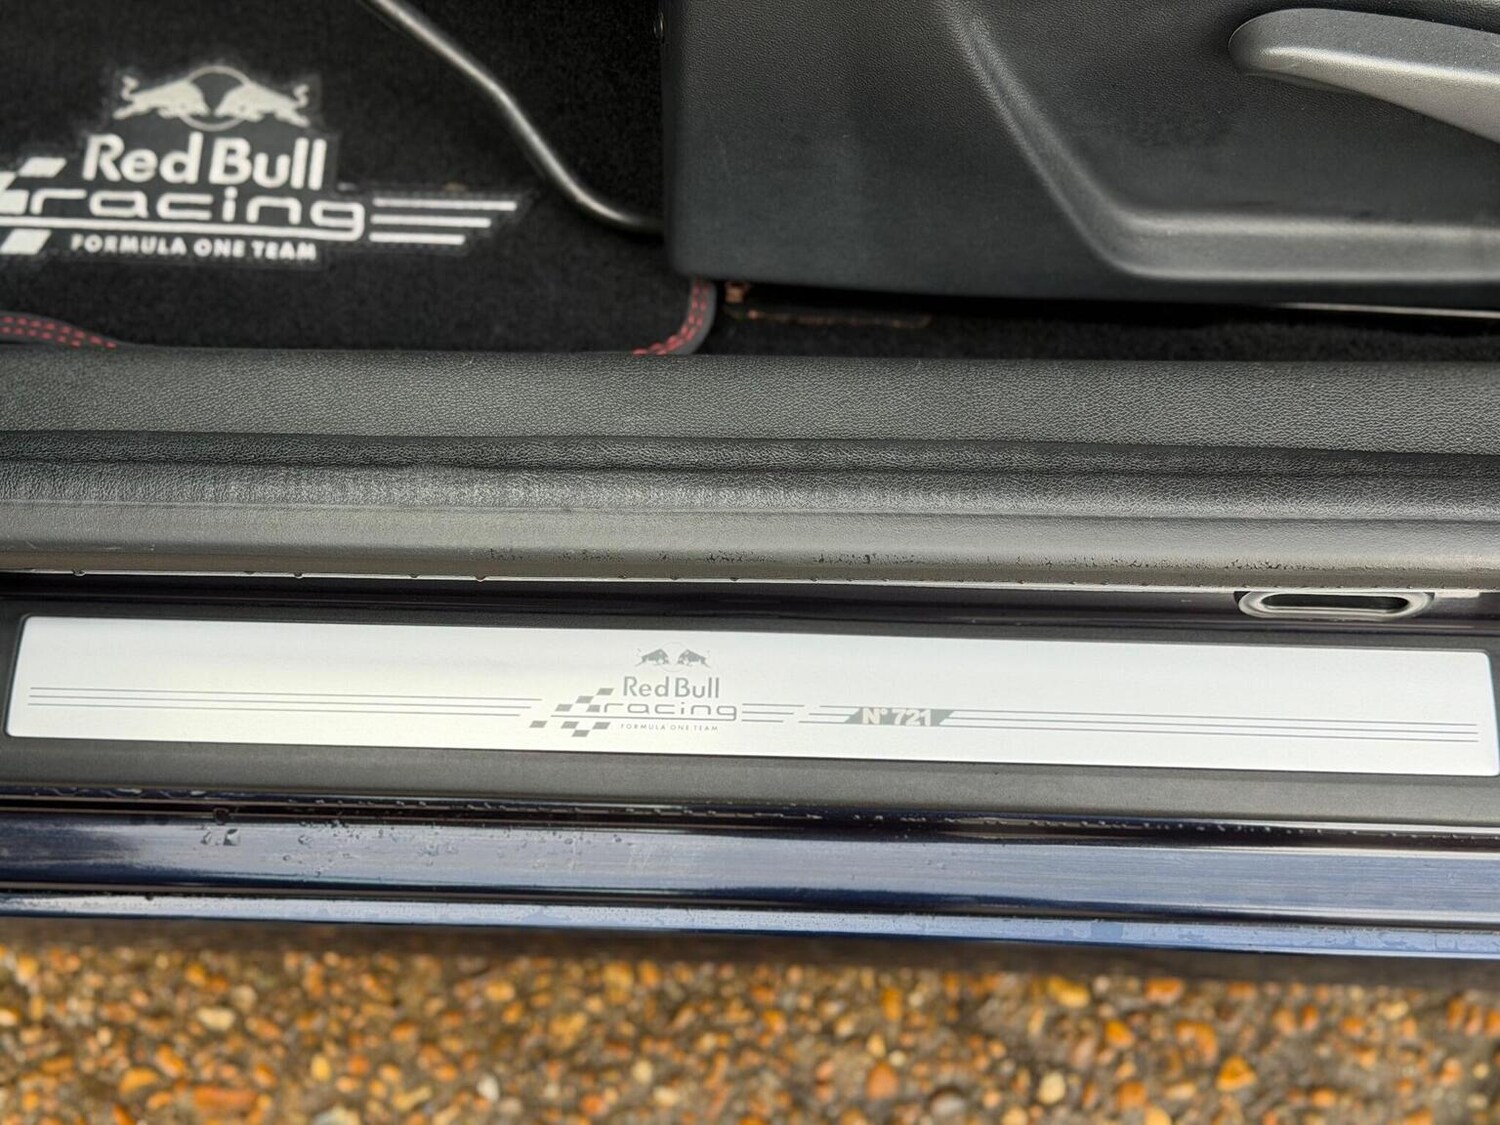 Red Bull
racing
FORMULA ONE TEAM
Red Bull
racing
FORMULA ONE TEAM
N° 721